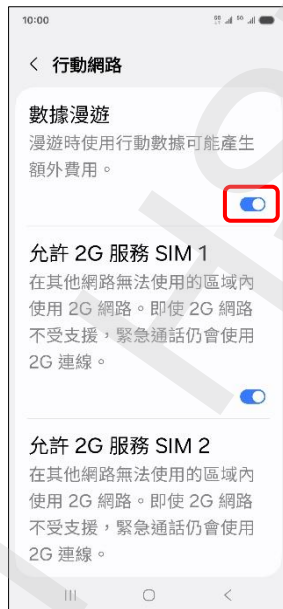 10:00
行動網路
數據漫遊
漫遊時使用行動數據可能產生
額外費用。
允許 2G 服務 SIM 1
在其他網路無法使用的區域內
使用 2G 網路。即使 2G 網路
不受支援，緊急通話仍會使用
2G 連線。
允許 2G 服務 SIM 2
在其他網路無法使用的區域內
使用 2G 網路。即使 2G 網路
不受支援，緊急通話仍會使用
2G 連線。